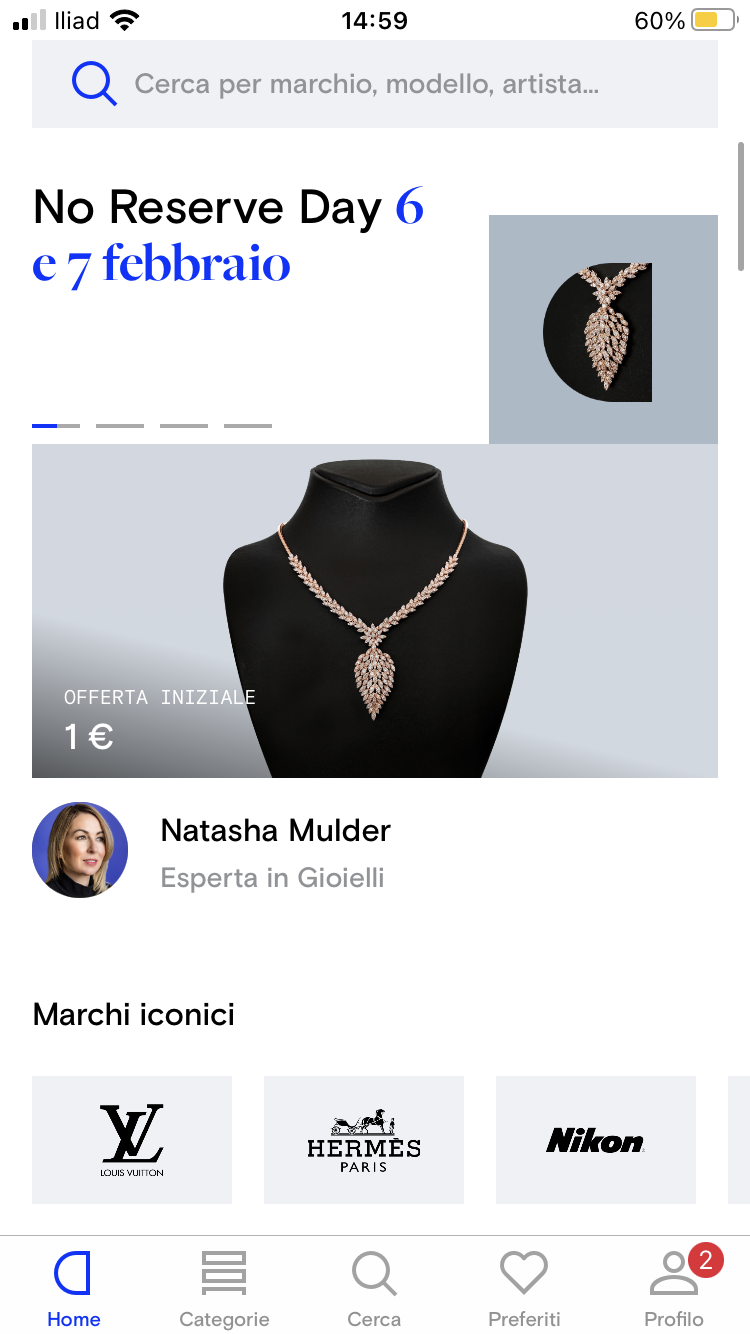 Iliad 14:59 60%
Cerca per marchio, modello, artista...
No Reserve Day 6
e 7 febbraio
OFFERTA INIZIALE
1 €
Natasha Mulder
Esperta in Gioielli
Marchi iconici
LV
LOUIS VUITTON
HERMÈS
PARIS
Nikon
2
Home Categorie Cerca Preferiti Profilo